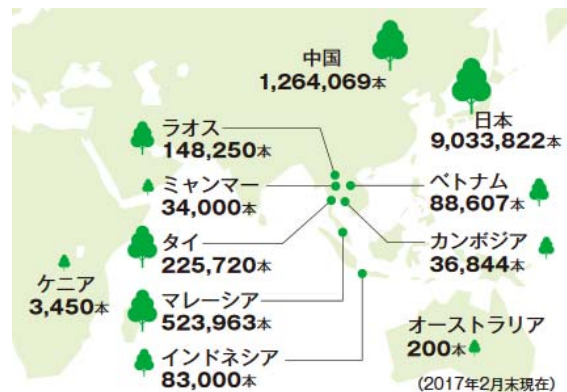 中国
1,264,069本
日本
9,033,822本
ラオス
148,250本
ミャンマー
34,000本
ベトナム
88,607本
タイ
225,720本
カンボジア
36,844本
ケニア
3,450本
マレーシア
523,963本
オーストラリア
200本
インドネシア
83,000本
(2017年2月末現在)